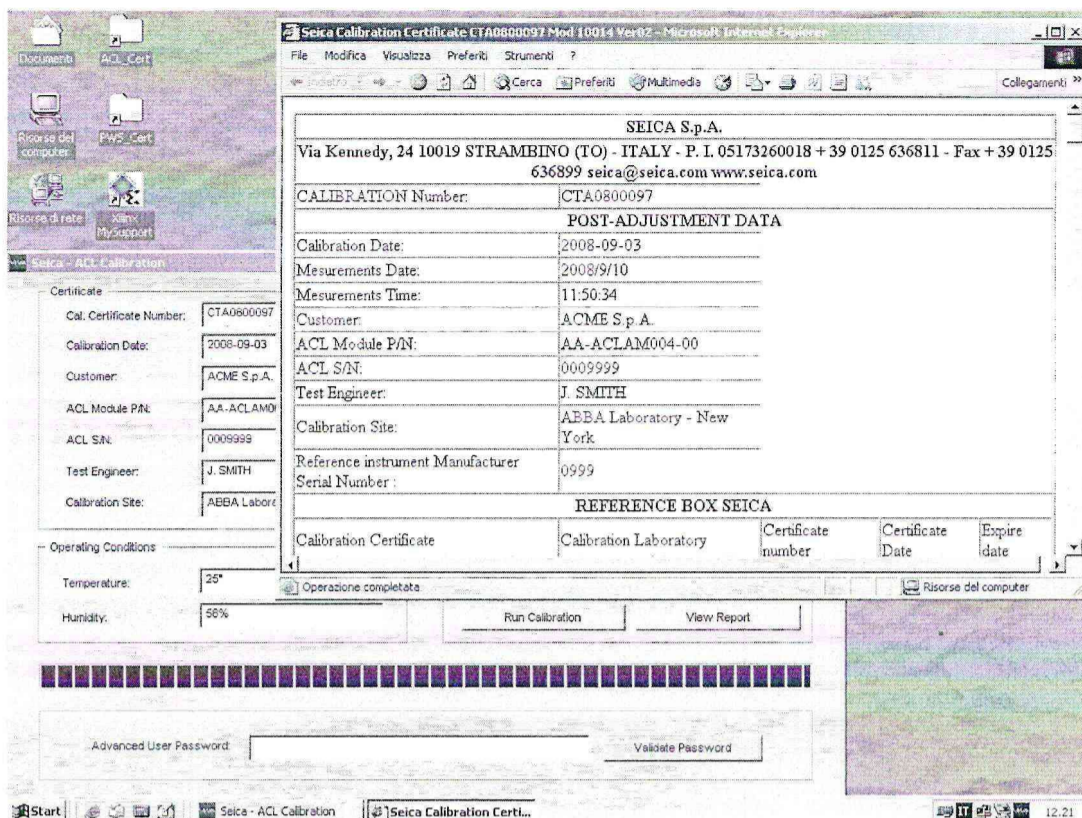 Documenti
ACL_Cert
Risorse del computer
PWS_Cert
Risorse di rete
Xilinx MySupport
Seica Calibration Certificate CTA0800097 Mod 10014 Ver02 - Microsoft Internet Explorer
File Modifica Visualizza Preferiti Strumenti ?
Indietro Cerca Preferiti Multimedia Collegamenti »
SEICA S.p.A.
Via Kennedy, 24 10019 STRAMBINO (TO) - ITALY - P. I. 05173260018 + 39 0125 636811 - Fax + 39 0125
636899 seica@seica.com www.seica.com
CALIBRATION Number: CTA0800097
POST-ADJUSTMENT DATA
Calibration Date: 2008-09-03
Mesurements Date: 2008/9/10
Mesurements Time: 11:50:34
Customer: ACME S.p.A.
ACL Module P/N: AA-ACLAM004-00
ACL S/N: 0009999
Test Engineer: J. SMITH
Calibration Site: ABBA Laboratory - New
York
Reference instrument Manufacturer
Serial Number : 0999
REFERENCE BOX SEICA
Calibration Certificate Calibration Laboratory Certificate number Certificate Date Expire date
Operazione completata Risorse del computer
Seica - ACL Calibration
Certificate
Cal. Certificate Number: CTA0800097
Calibration Date: 2008-09-03
Customer: ACME S.p.A.
ACL Module P/N: AA-ACLAM0
ACL S/N: 0009999
Test Engineer: J. SMITH
Calibration Site: ABBA Labor
Operating Conditions
Temperature: 25°
Humidity: 56%
Run Calibration View Report
Advanced User Password: Validate Password
Start Seica - ACL Calibration Seica Calibration Certi... IT 12.21